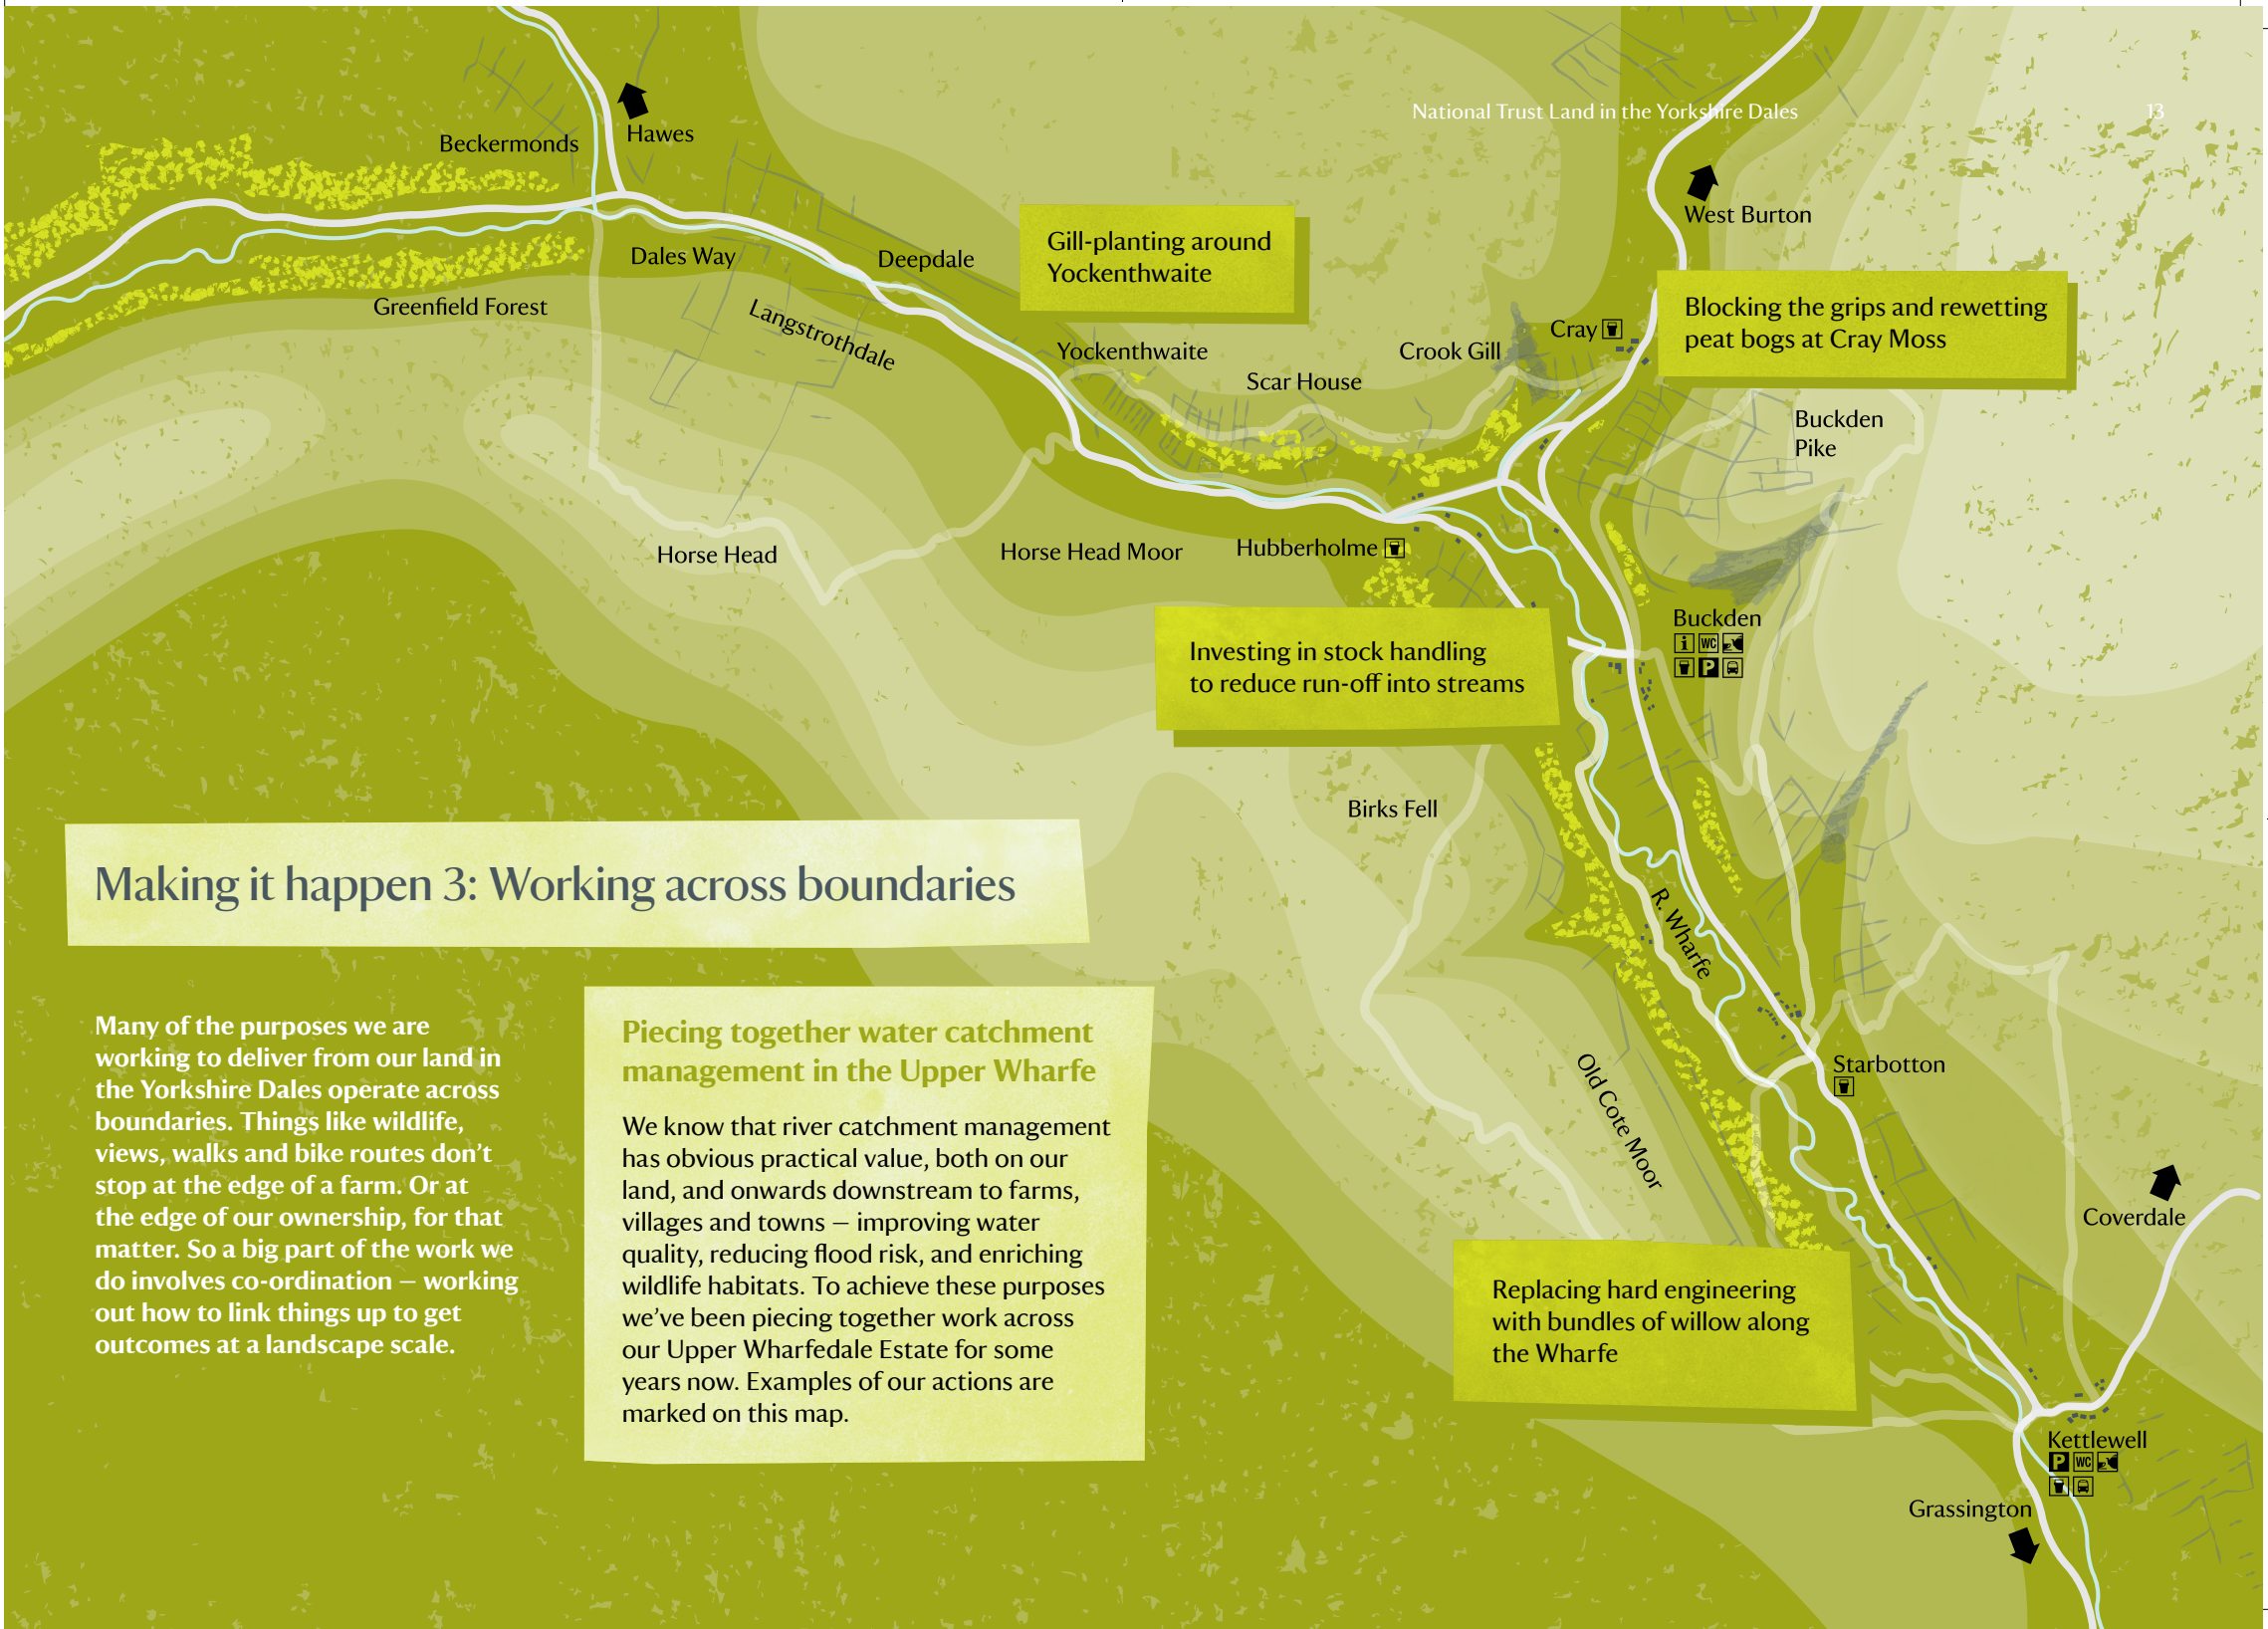 National Trust Land in the Yorkshire Dales
13
Hawes
Beckermonds
West Burton
Dales Way
Deepdale
Gill-planting around
Yockenthwaite
Greenfield Forest
Langstrothdale
Blocking the grips and rewetting
peat bogs at Cray Moss
Cray
Yockenthwaite
Crook Gill
Scar House
Buckden
Pike
Horse Head
Horse Head Moor
Hubberholme
Investing in stock handling
to reduce run-off into streams
Buckden
i WC
P
Birks Fell
R. Wharfe
Making it happen 3: Working across boundaries
Many of the purposes we are
working to deliver from our land in
the Yorkshire Dales operate across
boundaries. Things like wildlife,
views, walks and bike routes don’t
stop at the edge of a farm. Or at
the edge of our ownership, for that
matter. So a big part of the work we
do involves co-ordination – working
out how to link things up to get
outcomes at a landscape scale.
Piecing together water catchment
management in the Upper Wharfe
We know that river catchment management
has obvious practical value, both on our
land, and onwards downstream to farms,
villages and towns – improving water
quality, reducing flood risk, and enriching
wildlife habitats. To achieve these purposes
we’ve been piecing together work across
our Upper Wharfedale Estate for some
years now. Examples of our actions are
marked on this map.
Old Cote Moor
Starbotton
Coverdale
Replacing hard engineering
with bundles of willow along
the Wharfe
Kettlewell
P WC
Grassington